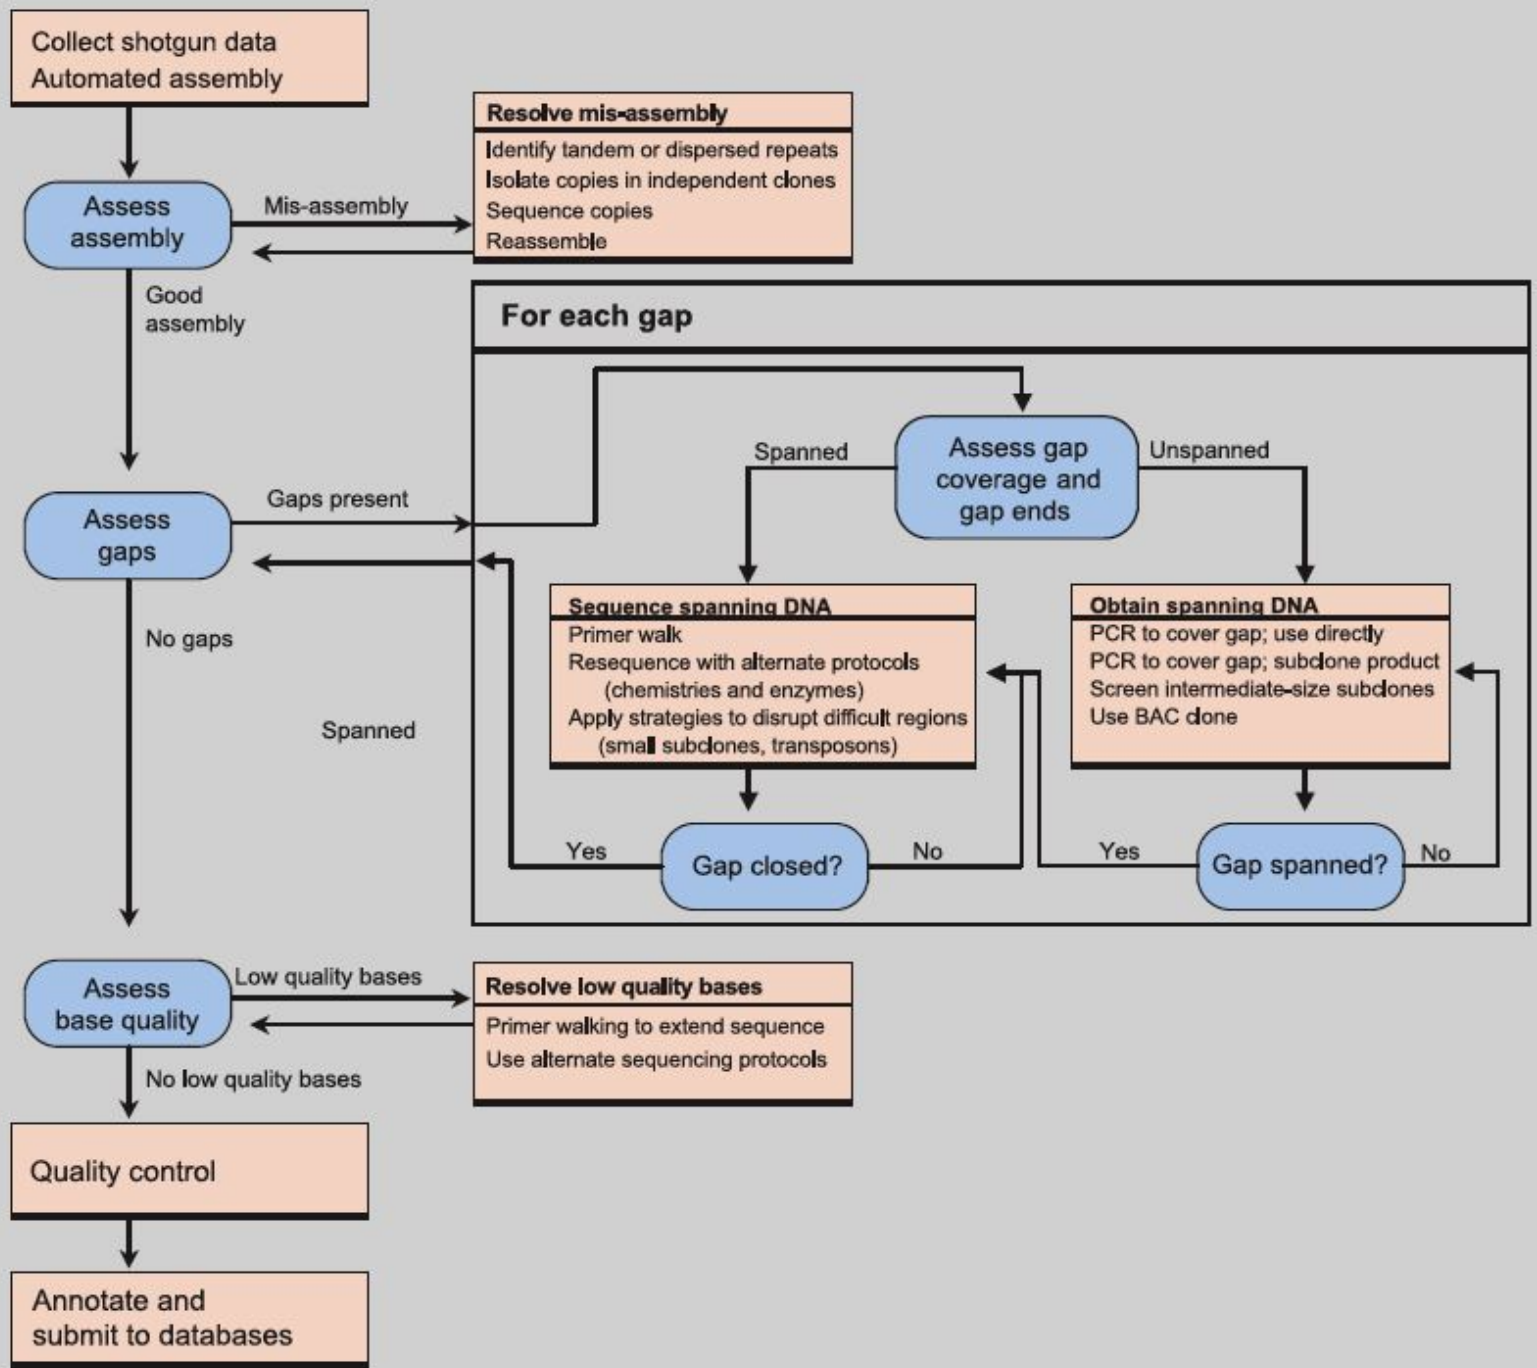 Collect shotgun data
Automated assembly
Resolve mis-assembly
Identify tandem or dispersed repeats
Isolate copies in independent clones
Sequence copies
Reassemble
Assess
assembly
Mis-assembly
Good
assembly
For each gap
Assess gap
coverage and
gap ends
Spanned
Unspanned
Assess
gaps
Gaps present
No gaps
Spanned
Sequence spanning DNA
Primer walk
Resequence with alternate protocols
(chemistries and enzymes)
Apply strategies to disrupt difficult regions
(small subclones, transposons)
Obtain spanning DNA
PCR to cover gap; use directly
PCR to cover gap; subclone product
Screen intermediate-size subclones
Use BAC clone
Yes
Gap closed?
No
Yes
Gap spanned?
No
Assess
base quality
Low quality bases
Resolve low quality bases
Primer walking to extend sequence
Use alternate sequencing protocols
No low quality bases
Quality control
Annotate and
submit to databases